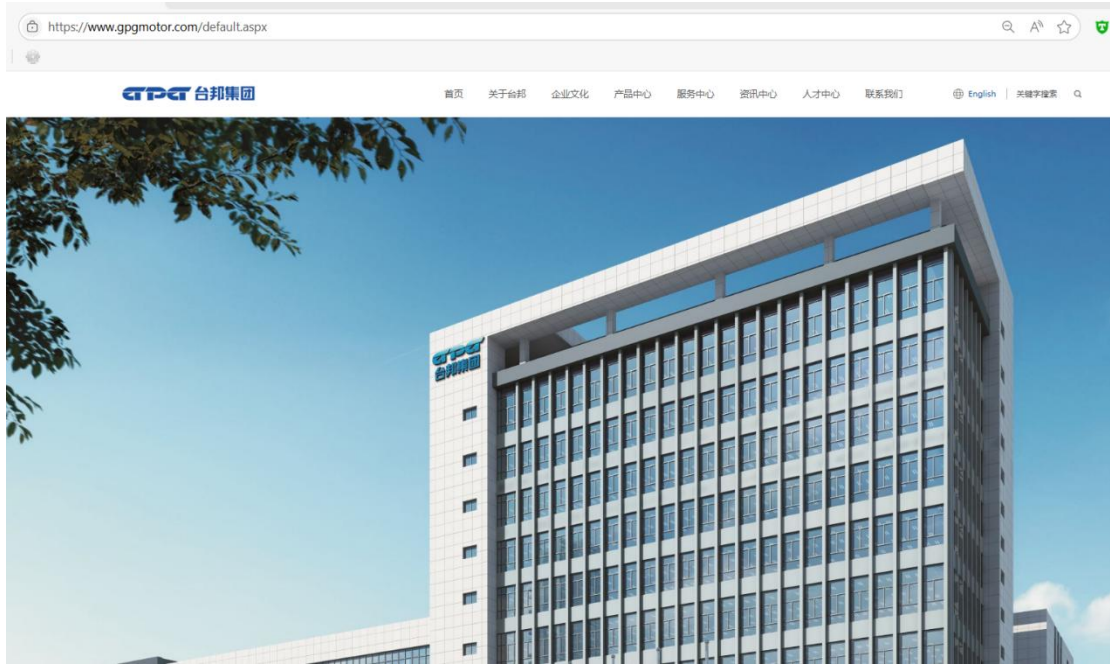 https://www.gpgmotor.com/default.aspx
GPG 台邦集团
首页 关于台邦 企业文化 产品中心 服务中心 资讯中心 人才中心 联系我们 English 关键字搜索
GPG
台邦集团